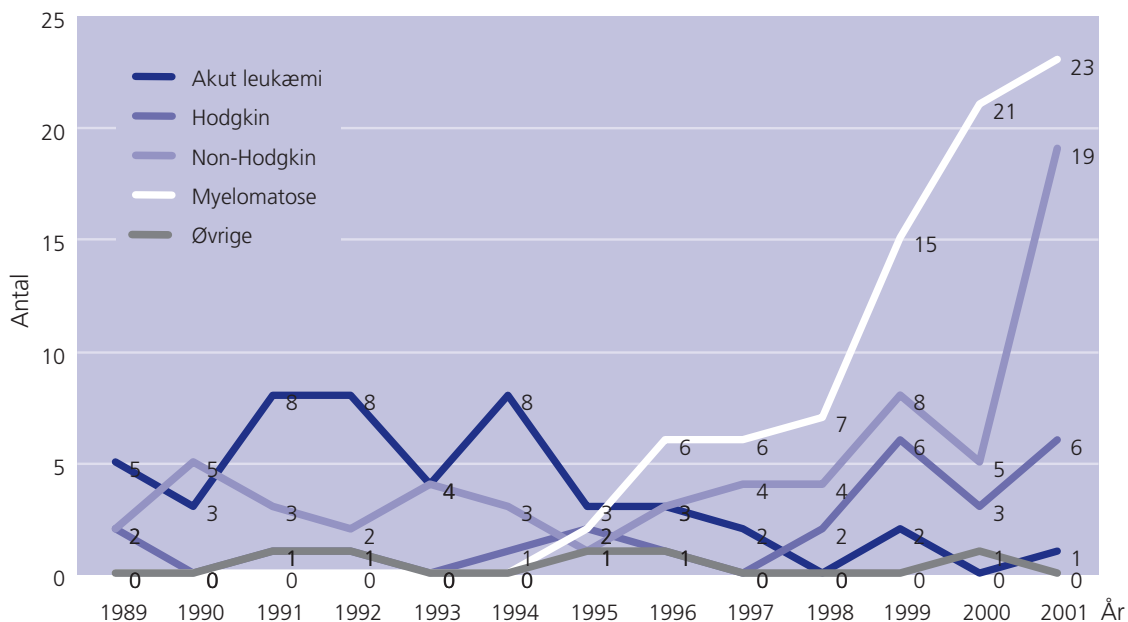 25
Akut leukæmi
23
Hodgkin
21
20
Non-Hodgkin
19
Myelomatose
Øvrige
15
15
Antal
7
10
8 8 8 8
6 6 6 6
5 5 5 5
4 4 4
3 3 3 3 3 3
2 2 2 2 2 2
1 1 1 1 1 1 1
0 0 0 0 0 0 0 0 0 0 0 0
1989 1990 1991 1992 1993 1994 1995 1996 1997 1998 1999 2000 2001 År